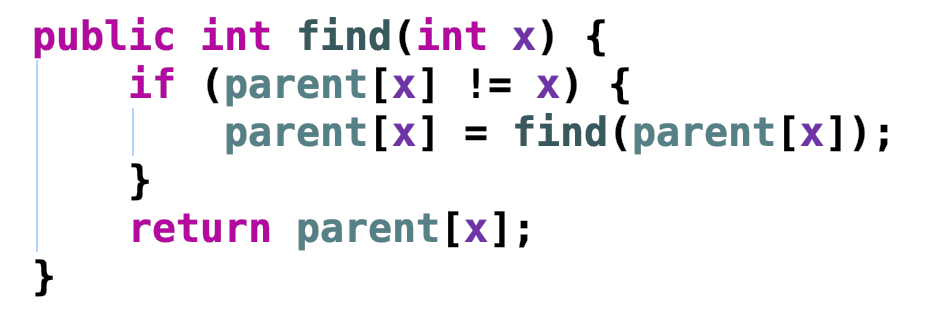 public int find(int x) {
    if (parent[x] != x) {
        parent[x] = find(parent[x]);
    }
    return parent[x];
}